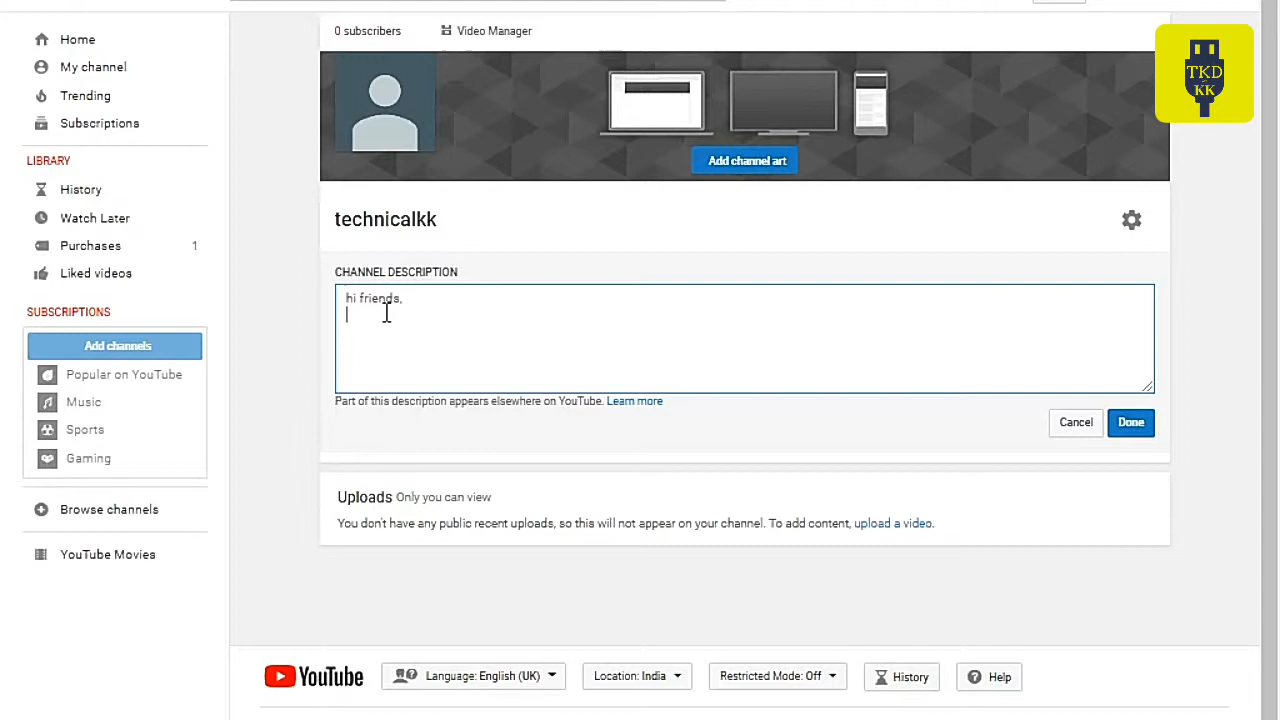 0 subscribers
Video Manager
TKD
KK
Home
My channel
Trending
Subscriptions
LIBRARY
History
Watch Later
Purchases 1
Liked videos
SUBSCRIPTIONS
Add channels
Popular on YouTube
Music
Sports
Gaming
Browse channels
YouTube Movies
Add channel art
technicalkk
CHANNEL DESCRIPTION
hi friends,
Part of this description appears elsewhere on YouTube. Learn more
Cancel
Done
Uploads Only you can view
You don't have any public recent uploads, so this will not appear on your channel. To add content, upload a video.
YouTube
Language: English (UK)
Location: India
Restricted Mode: Off
History
Help